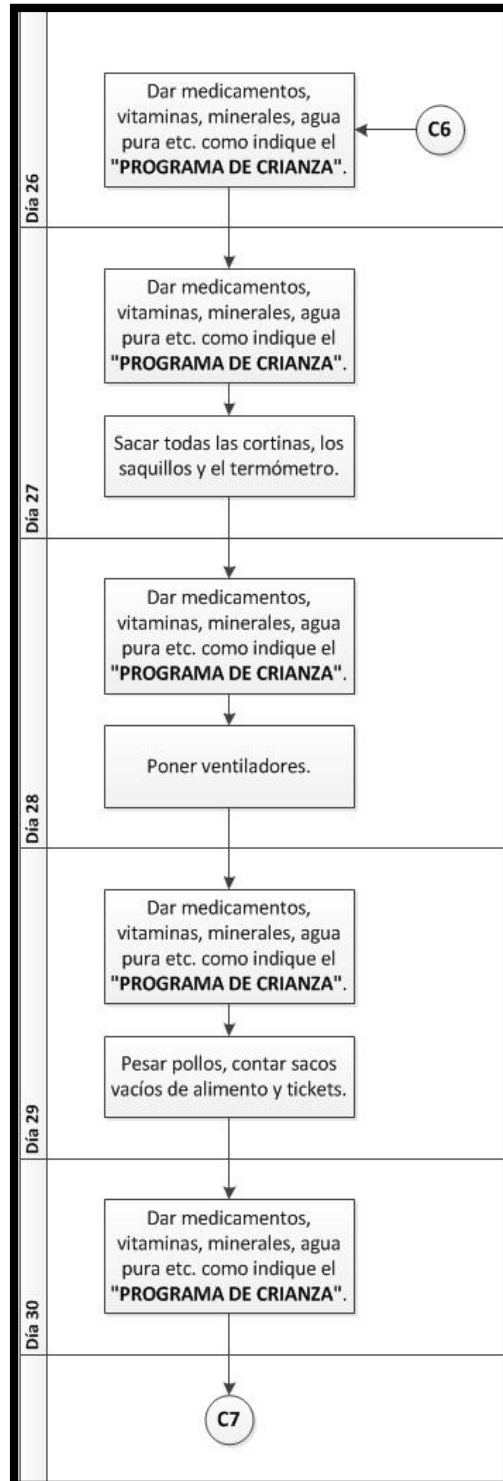 Día 26
Dar medicamentos,
vitaminas, minerales, agua
pura etc. como indique el
"PROGRAMA DE CRIANZA".
C6
Día 27
Dar medicamentos,
vitaminas, minerales, agua
pura etc. como indique el
"PROGRAMA DE CRIANZA".
Sacar todas las cortinas, los
saquillos y el termómetro.
Día 28
Dar medicamentos,
vitaminas, minerales, agua
pura etc. como indique el
"PROGRAMA DE CRIANZA".
Poner ventiladores.
Día 29
Dar medicamentos,
vitaminas, minerales, agua
pura etc. como indique el
"PROGRAMA DE CRIANZA".
Pesar pollos, contar sacos
vacíos de alimento y tickets.
Día 30
Dar medicamentos,
vitaminas, minerales, agua
pura etc. como indique el
"PROGRAMA DE CRIANZA".
C7